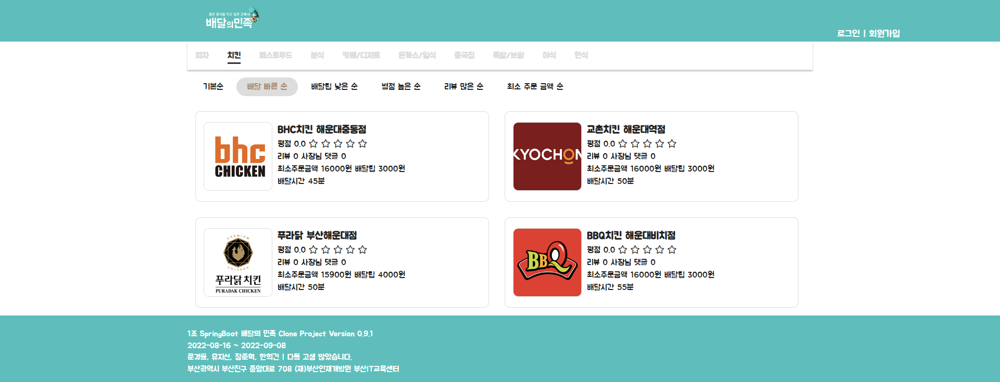 좋은 음식을 먹고 싶은 곳에서
배달의민족
로그인 | 회원가입
피자 치킨 패스트푸드 분식 카페/디저트 돈까스/일식 중국집 족발/보쌈 야식 한식
기본순 배달 빠른 순 배달팁 낮은 순 별점 높은 순 리뷰 많은 순 최소 주문 금액 순
bhc
CHICKEN
BHC치킨 해운대중동점
평점 0.0
리뷰 0 사장님 댓글 0
최소주문금액 16000원 배달팁 3000원
배달시간 45분
KYOCHON
교촌치킨 해운대역점
평점 0.0
리뷰 0 사장님 댓글 0
최소주문금액 16000원 배달팁 3000원
배달시간 50분
PREMIUM
CHICKEN
푸라닭 치킨
PURADAK CHICKEN
푸라닭 부산해운대점
평점 0.0
리뷰 0 사장님 댓글 0
최소주문금액 15900원 배달팁 4000원
배달시간 50분
BBQ
BBQ치킨 해운대비치점
평점 0.0
리뷰 0 사장님 댓글 0
최소주문금액 16000원 배달팁 3000원
배달시간 55분
1조 SpringBoot 배달의 민족 Clone Project Version 0.9.1
2022-08-16 ~ 2022-09-08
문경률, 유지선, 장준혁, 한희건 | 다들 고생 많았습니다.
부산광역시 부산진구 중앙대로 708 (재)부산인재개발원 부산IT교육센터